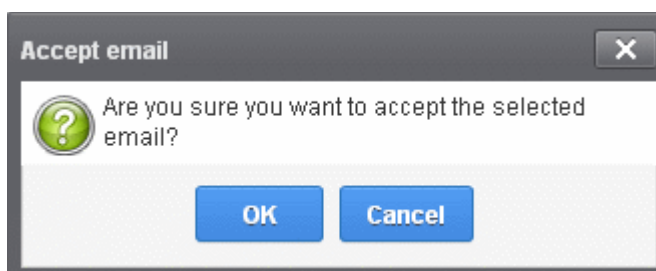 Accept email
Are you sure you want to accept the selected
email?
OK
Cancel